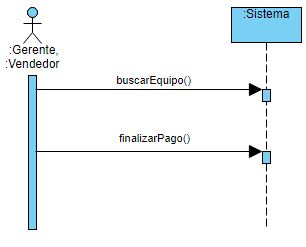 :Sistema
:Gerente,
:Vendedor
buscarEquipo()
finalizarPago()